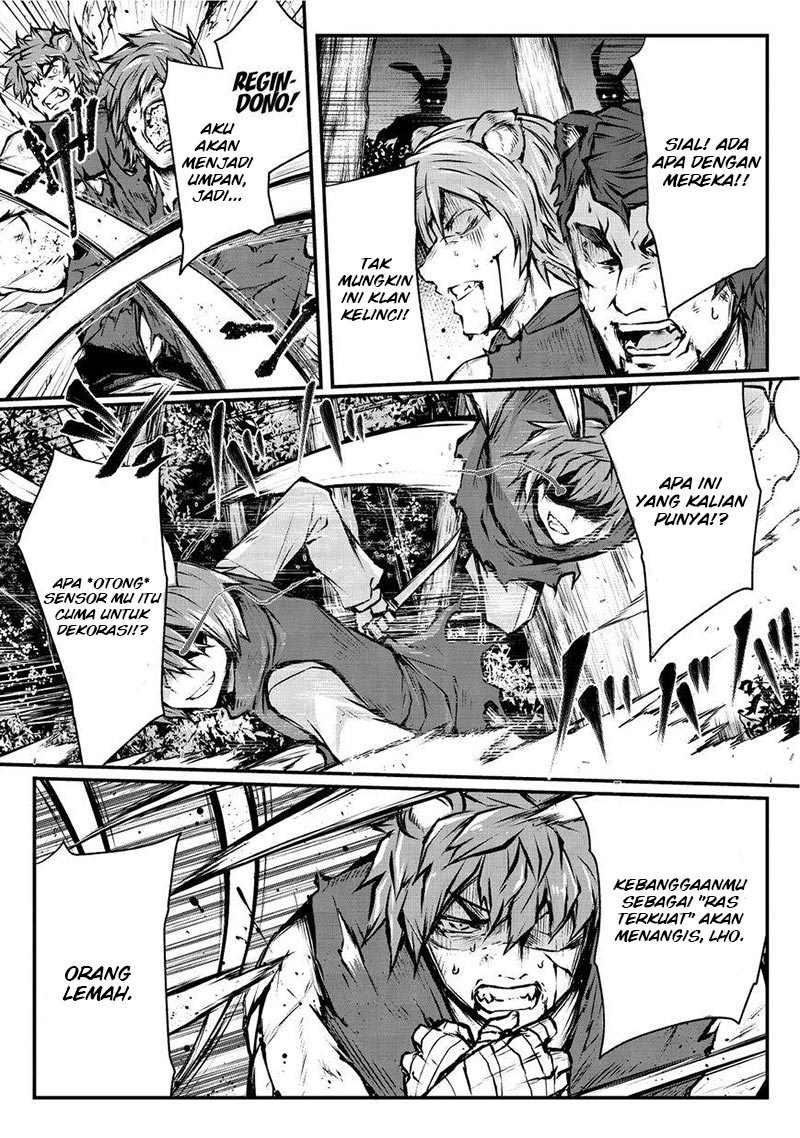 SIAL! ADA
APA DENGAN
MEREKA!!
TAK
MUNGKIN
INI KLAN
KELINCI!
REGIN-
DONO!
AKU
AKAN
MENJADI
UMPAN,
JADI...
APA INI
YANG KALIAN
PUNYA!?
APA *OTONG*
SENSOR MU ITU
CUMA UNTUK
DEKORASI!?
KEBANGGAANMU
SEBAGAI "RAS
TERKUAT" AKAN
MENANGIS, LHO.
ORANG
LEMAH.